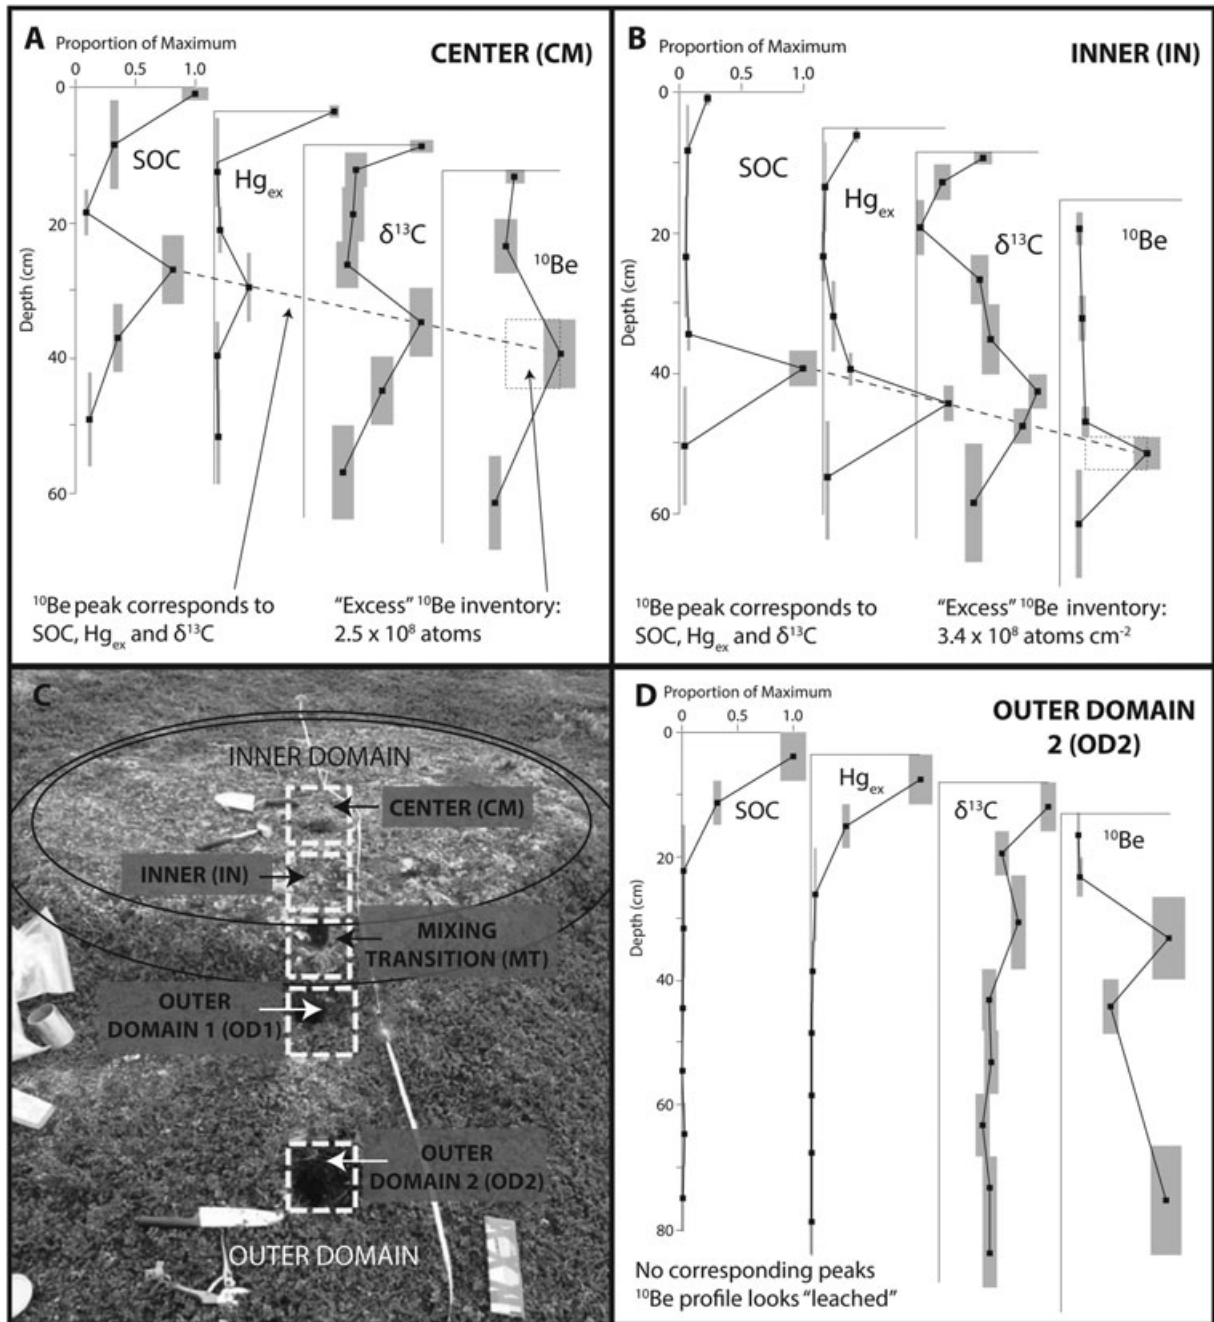 A
Proportion of Maximum
CENTER (CM)
0 0.5 1.0
0
20
40
60
Depth (cm)
SOC
Hgex
δ13C
10Be
10Be peak corresponds to
SOC, Hgex and δ13C
"Excess" 10Be inventory:
2.5 x 10⁸ atoms
B
Proportion of Maximum
INNER (IN)
0 0.5 1.0
0
20
40
60
Depth (cm)
SOC
Hgex
δ13C
10Be
10Be peak corresponds to
SOC, Hgex and δ13C
"Excess" 10Be inventory:
3.4 x 10⁸ atoms cm⁻²
C
INNER DOMAIN
CENTER (CM)
INNER (IN)
MIXING
TRANSITION (MT)
OUTER
DOMAIN 1 (OD1)
OUTER
DOMAIN 2 (OD2)
OUTER DOMAIN
D
Proportion of Maximum
OUTER DOMAIN
2 (OD2)
0 0.5 1.0
0
20
40
60
80
Depth (cm)
SOC
Hgex
δ13C
10Be
No corresponding peaks
10Be profile looks "leached"